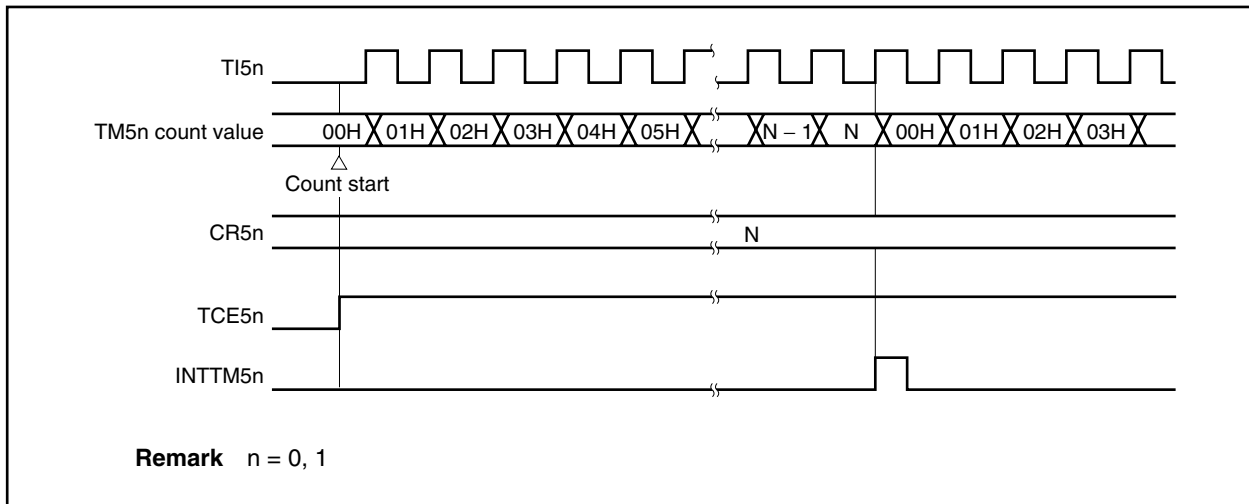 TI5n
TM5n count value 00H 01H 02H 03H 04H 05H N − 1 N 00H 01H 02H 03H
Count start
CR5n N
TCE5n
INTTM5n
Remark n = 0, 1